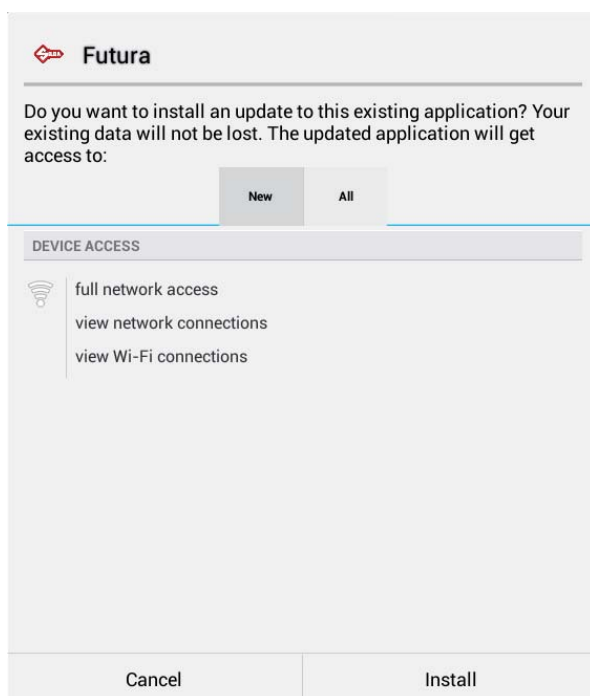 Futura
Do you want to install an update to this existing application? Your
existing data will not be lost. The updated application will get
access to:
New
All
DEVICE ACCESS
full network access
view network connections
view Wi-Fi connections
Cancel
Install